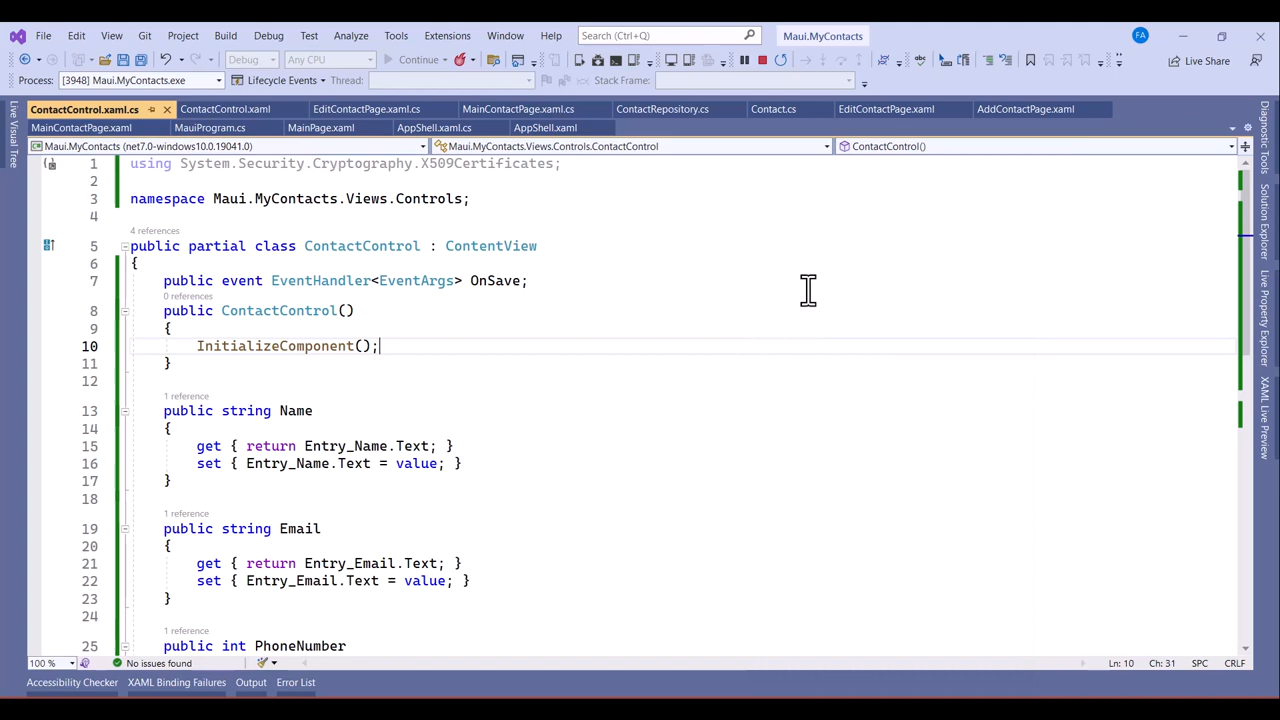 File Edit View Git Project Build Debug Test Analyze Tools Extensions Window Help Search (Ctrl+Q) Maui.MyContacts FA
Debug Any CPU Continue Live Share
Process: [3948] Maui.MyContacts.exe Lifecycle Events Thread: Stack Frame:
ContactControl.xaml.cs ContactControl.xaml EditContactPage.xaml.cs MainContactPage.xaml.cs ContactRepository.cs Contact.cs EditContactPage.xaml AddContactPage.xaml
MainContactPage.xaml MauiProgram.cs MainPage.xaml AppShell.xaml.cs AppShell.xaml
Maui.MyContacts (net7.0-windows10.0.19041.0) Maui.MyContacts.Views.Controls.ContactControl ContactControl()
1 using System.Security.Cryptography.X509Certificates;
2
3 namespace Maui.MyContacts.Views.Controls;
4
4 references
5 public partial class ContactControl : ContentView
6 {
7 public event EventHandler<EventArgs> OnSave;
0 references
8 public ContactControl()
9 {
10 InitializeComponent();
11 }
12
1 reference
13 public string Name
14 {
15 get { return Entry_Name.Text; }
16 set { Entry_Name.Text = value; }
17 }
18
1 reference
19 public string Email
20 {
21 get { return Entry_Email.Text; }
22 set { Entry_Email.Text = value; }
23 }
24
1 reference
25 public int PhoneNumber
100 % No issues found Ln: 10 Ch: 31 SPC CRLF
Accessibility Checker XAML Binding Failures Output Error List
Live Visual Tree
Diagnostic Tools
Solution Explorer
Live Property Explorer
XAML Live Preview